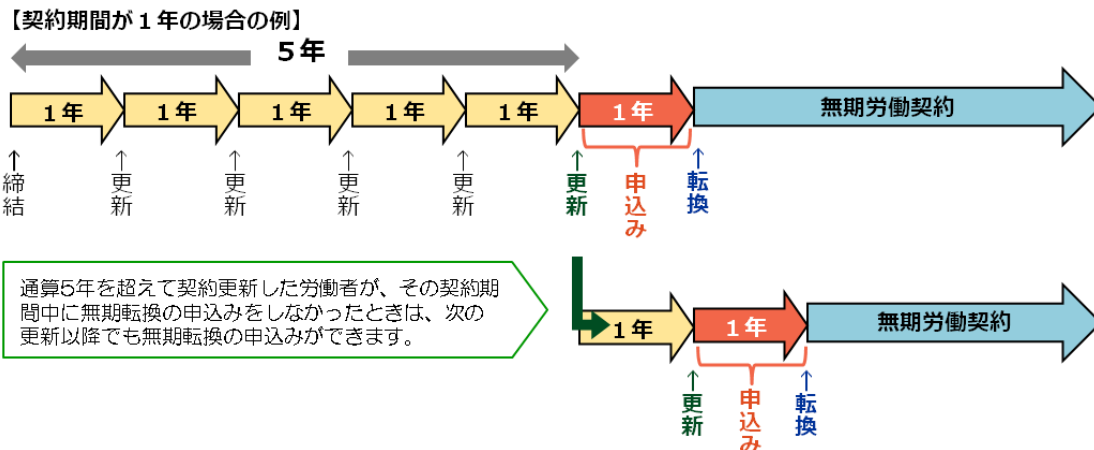 【契約期間が１年の場合の例】
５年
１年
１年
１年
１年
１年
１年
無期労働契約
↑締結
↑更新
↑更新
↑更新
↑更新
↑更新
申込み
↑転換
通算5年を超えて契約更新した労働者が、その契約期
間中に無期転換の申込みをしなかったときは、次の
更新以降でも無期転換の申込みができます。
１年
１年
無期労働契約
↑更新
申込み
↑転換